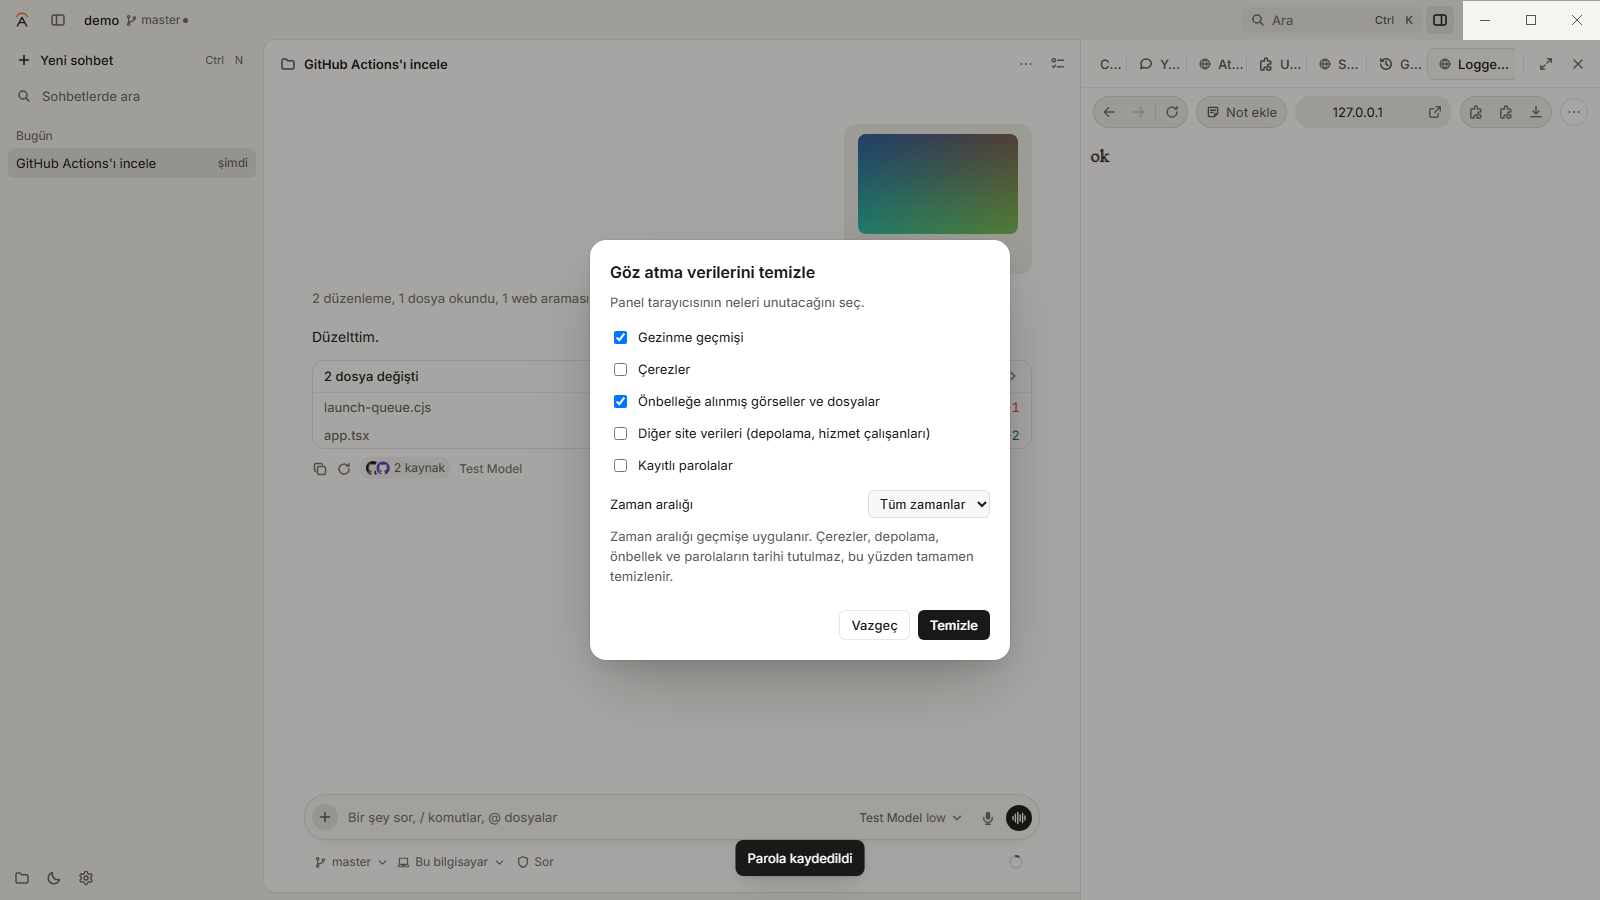 demo master
Ara Ctrl K
Yeni sohbet Ctrl N
Sohbetlerde ara
Bugün
GitHub Actions'ı incele şimdi
GitHub Actions'ı incele
C... Y... At... U... S... G... Logge...
Not ekle 127.0.0.1
ok
2 düzenleme, 1 dosya okundu, 1 web araması
Düzelttim.
2 dosya değişti
launch-queue.cjs -1
app.tsx -2
2 kaynak Test Model
Göz atma verilerini temizle
Panel tarayıcısının neleri unutacağını seç.
Gezinme geçmişi
Çerezler
Önbelleğe alınmış görseller ve dosyalar
Diğer site verileri (depolama, hizmet çalışanları)
Kayıtlı parolalar
Zaman aralığı Tüm zamanlar
Zaman aralığı geçmişe uygulanır. Çerezler, depolama,
önbellek ve parolaların tarihi tutulmaz, bu yüzden tamamen
temizlenir.
Vazgeç Temizle
Bir şey sor, / komutlar, @ dosyalar Test Model low
master Bu bilgisayar Sor
Parola kaydedildi